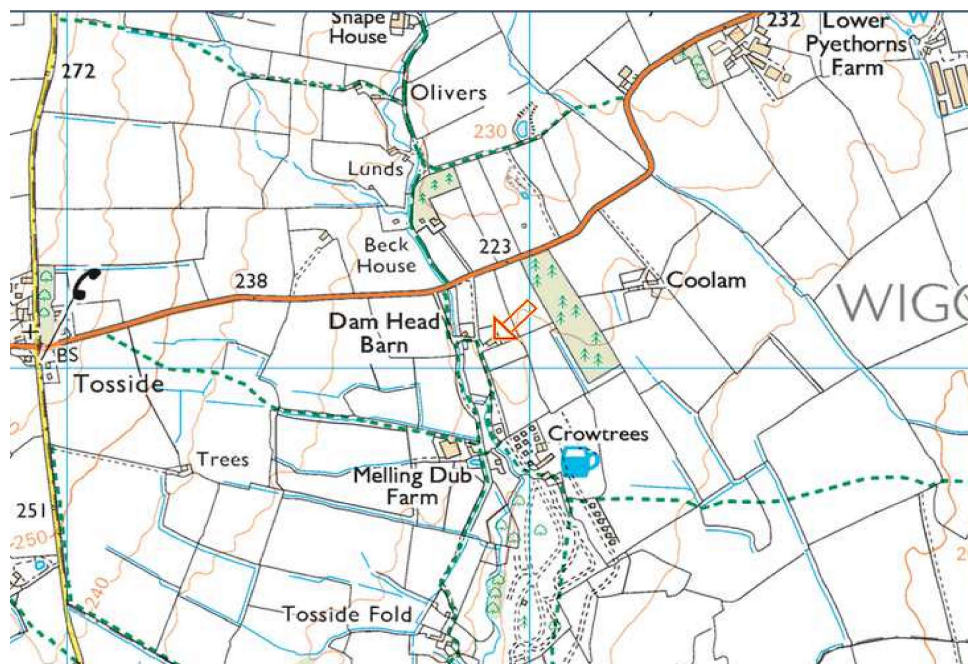 Snape
House
232
Lower
Pyethorns
Farm
272
Olivers
230
Lunds
Beck
House
223
238
Coolam
WIGG
Dam Head
Barn
BS
Tosside
Crowtrees
Trees
Melling Dub
Farm
251
250
240
Tosside Fold